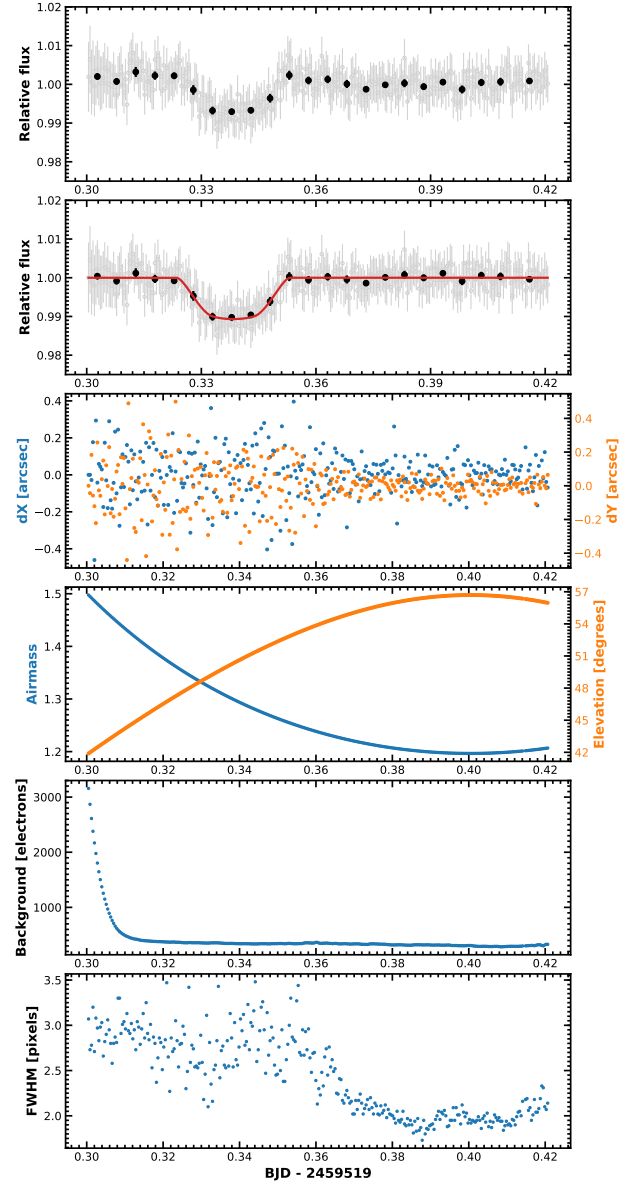 1.02
1.01
1.00
0.99
0.98
Relative flux
0.30 0.33 0.36 0.39 0.42
1.02
1.01
1.00
0.99
0.98
Relative flux
0.30 0.33 0.36 0.39 0.42
0.4
0.2
0.0
−0.2
−0.4
dX [arcsec]
0.4
0.2
0.0
−0.2
−0.4
dY [arcsec]
0.30 0.32 0.34 0.36 0.38 0.40 0.42
1.5
1.4
1.3
1.2
Airmass
57
54
51
48
45
42
Elevation [degrees]
0.30 0.32 0.34 0.36 0.38 0.40 0.42
3000
2000
1000
Background [electrons]
0.30 0.32 0.34 0.36 0.38 0.40 0.42
3.5
3.0
2.5
2.0
FWHM [pixels]
0.30 0.32 0.34 0.36 0.38 0.40 0.42
BJD - 2459519